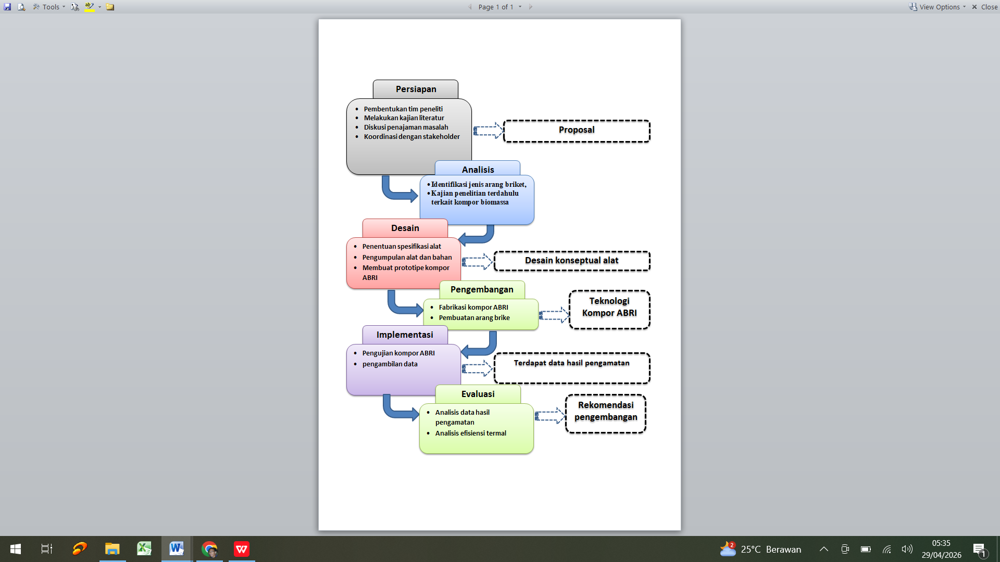 Tools
Page 1 of 1
View Options
Close
Persiapan
• Pembentukan tim peneliti
• Melakukan kajian literatur
• Diskusi penajaman masalah
• Koordinasi dengan stakeholder
Proposal
Analisis
• Identifikasi jenis arang briket,
• Kajian penelitian terdahulu
terkait kompor biomassa
Desain
• Penentuan spesifikasi alat
• Pengumpulan alat dan bahan
• Membuat prototipe kompor
ABRI
Desain konseptual alat
Pengembangan
• Fabrikasi kompor ABRI
• Pembuatan arang brike
Teknologi
Kompor ABRI
Implementasi
• Pengujian kompor ABRI
• pengambilan data
Terdapat data hasil pengamatan
Evaluasi
• Analisis data hasil
pengamatan
• Analisis efisiensi termal
Rekomendasi
pengembangan
2
25°C Berawan
05:35
29/04/2026
1